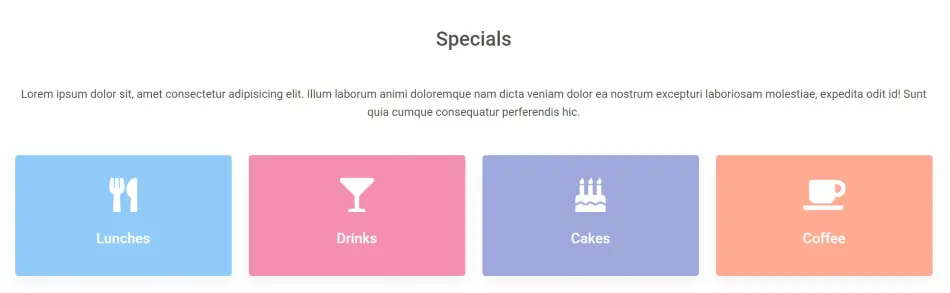 Specials
Lorem ipsum dolor sit, amet consectetur adipisicing elit. Illum laborum animi doloremque nam dicta veniam dolor ea nostrum excepturi laboriosam molestiae, expedita odit id! Sunt
quia cumque consequatur perferendis hic.
Lunches
Drinks
Cakes
Coffee